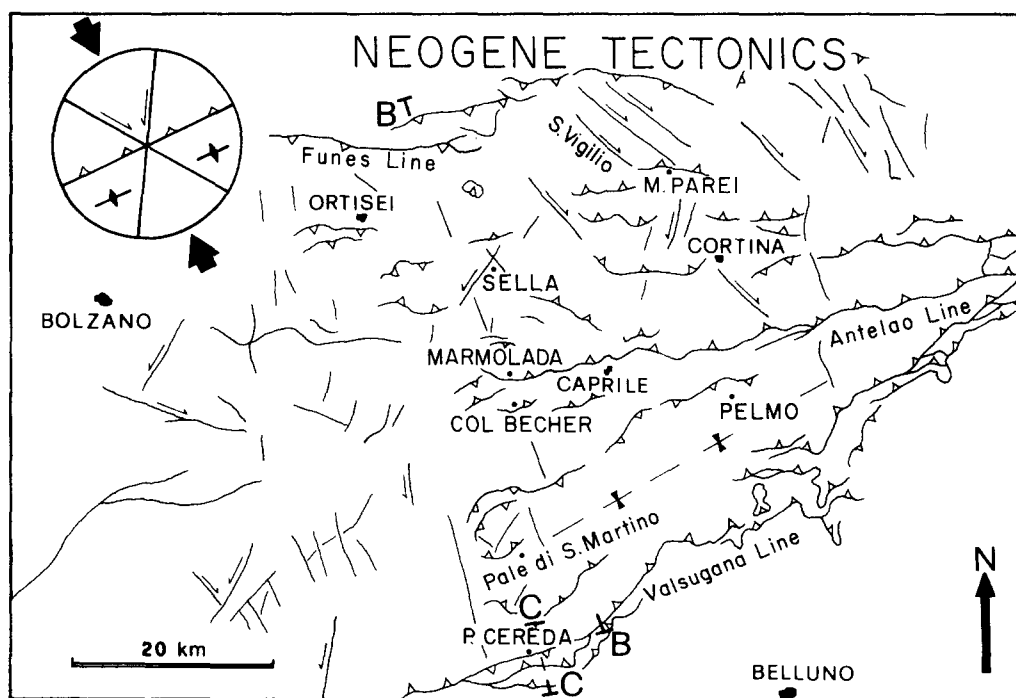 NEOGENE TECTONICS
B
Funes Line
S.Vigilio
M. PAREI
ORTISEI
CORTINA
SELLA
BOLZANO
Antelao Line
MARMOLADA
CAPRILE
PELMO
COL BECHER
Pale di S. Martino
Valsugana Line
N
C
P. CEREDA
B
20 km
C
BELLUNO